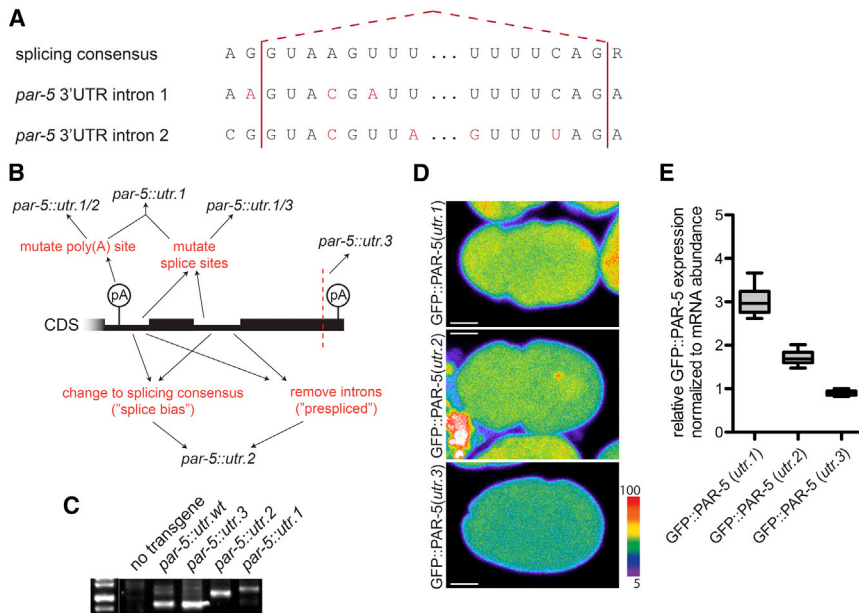 A
splicing consensus A G G U A A G U U U ... U U U U C A G R
par-5 3'UTR intron 1 A A G U A C G A U U ... U U U U C A G A
par-5 3'UTR intron 2 C G G U A C G U U A ... G U U U U A G A
B
par-5::utr.1/2
par-5::utr.1
par-5::utr.1/3
mutate poly(A) site
mutate
splice sites
par-5::utr.3
pA
pA
CDS
change to splicing consensus
("splice bias")
remove introns
("prespliced")
par-5::utr.2
C
no transgene
par-5::utr.wt
par-5::utr.3
par-5::utr.2
par-5::utr.1
D
GFP::PAR-5(utr.1)
GFP::PAR-5(utr.2)
GFP::PAR-5(utr.3)
100
5
E
relative GFP::PAR-5 expression
normalized to mRNA abundance
5
4
3
2
1
0
GFP::PAR-5 (utr.1)
GFP::PAR-5 (utr.2)
GFP::PAR-5 (utr.3)